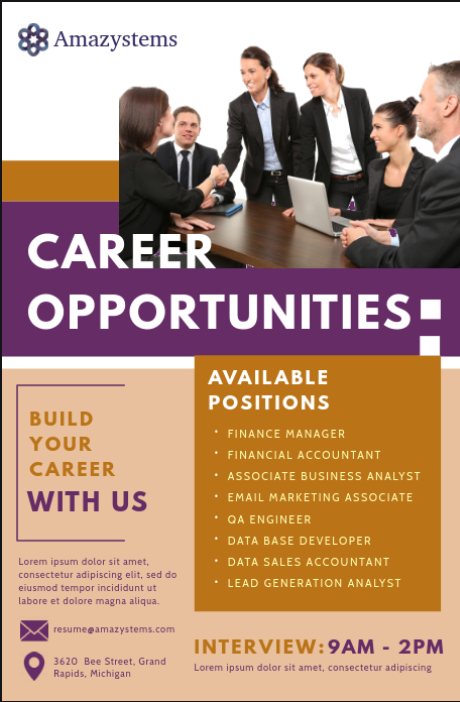 Amazystems
CAREER
OPPORTUNITIES
AVAILABLE
POSITIONS
• FINANCE MANAGER
• FINANCIAL ACCOUNTANT
• ASSOCIATE BUSINESS ANALYST
• EMAIL MARKETING ASSOCIATE
• QA ENGINEER
• DATA BASE DEVELOPER
• DATA SALES ACCOUNTANT
• LEAD GENERATION ANALYST
BUILD
YOUR
CAREER
WITH US
Lorem ipsum dolor sit amet,
consectetur adipiscing elit, sed do
eiusmod tempor incididunt ut
labore et dolore magna aliqua.
resume@amazystems.com
3620 Bee Street, Grand
Rapids, Michigan
INTERVIEW: 9AM - 2PM
Lorem ipsum dolor sit amet, consectetur adipiscing